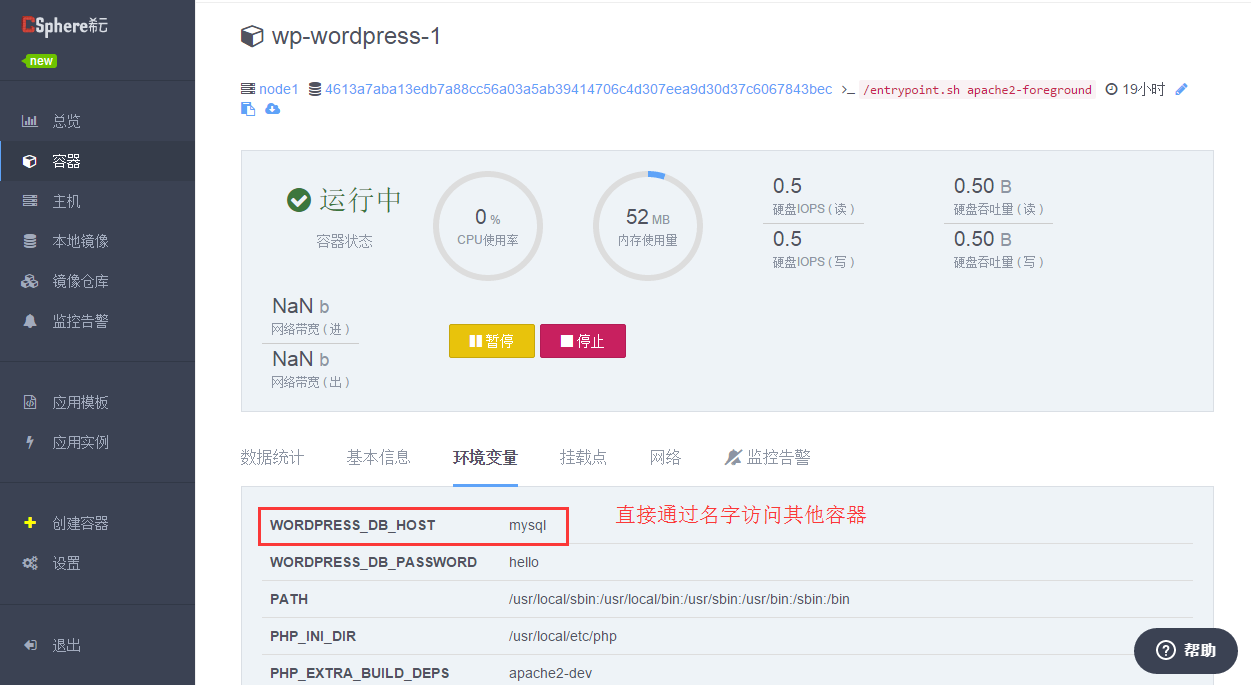 CSphere希云
new
总览
容器
主机
本地镜像
镜像仓库
监控告警
应用模板
应用实例
创建容器
设置
退出
wp-wordpress-1
node1 4613a7aba13edb7a88cc56a03a5ab39414706c4d307eea9d30d37c6067843bec /entrypoint.sh apache2-foreground 19小时
运行中
容器状态
0 %
CPU使用率
52 MB
内存使用量
0.5
硬盘IOPS ( 读 )
0.5
硬盘IOPS ( 写 )
0.50 B
硬盘吞吐量 ( 读 )
0.50 B
硬盘吞吐量 ( 写 )
NaN b
网络带宽 ( 进 )
NaN b
网络带宽 ( 出 )
暂停 停止
数据统计 基本信息 环境变量 挂载点 网络 监控告警
WORDPRESS_DB_HOST mysql 直接通过名字访问其他容器
WORDPRESS_DB_PASSWORD hello
PATH /usr/local/sbin:/usr/local/bin:/usr/sbin:/usr/bin:/sbin:/bin
PHP_INI_DIR /usr/local/etc/php
PHP_EXTRA_BUILD_DEPS apache2-dev
帮助